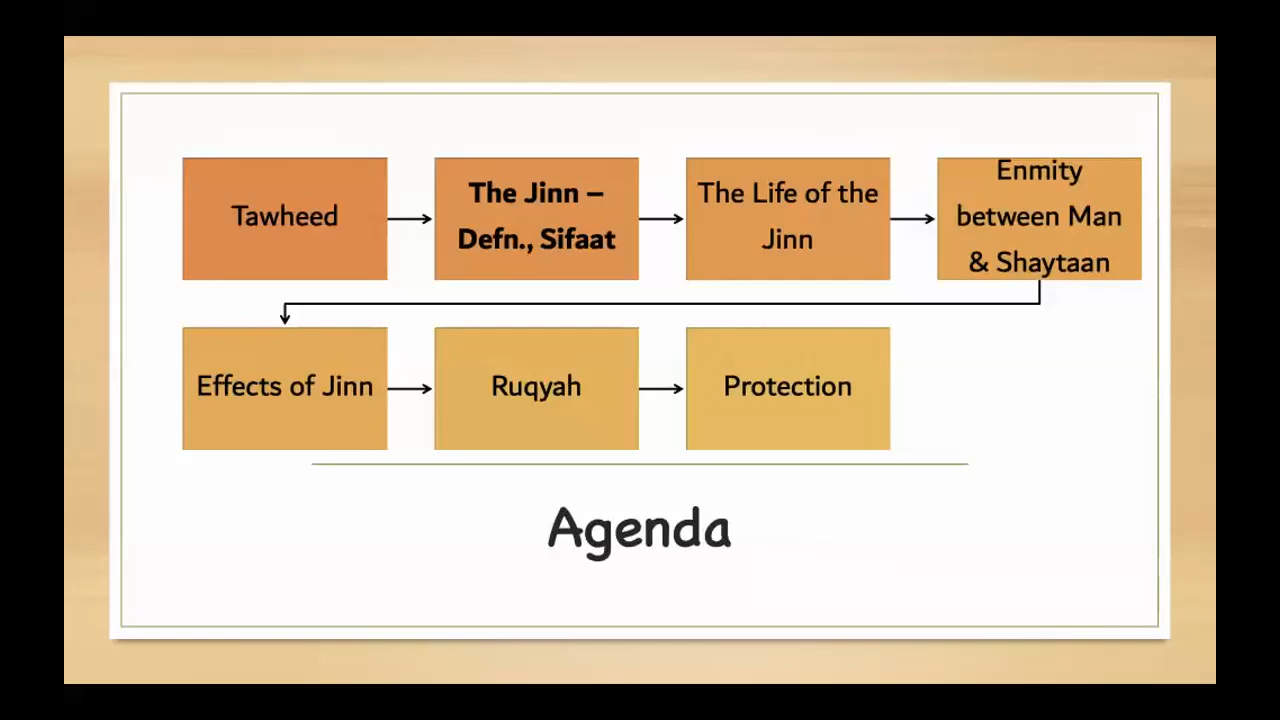 Tawheed
The Jinn –
Defn., Sifaat
The Life of the
Jinn
Enmity
between Man
& Shaytaan
Effects of Jinn
Ruqyah
Protection
Agenda